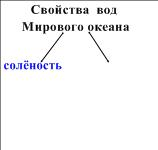 Свойства вод
Мирового океана
солёность